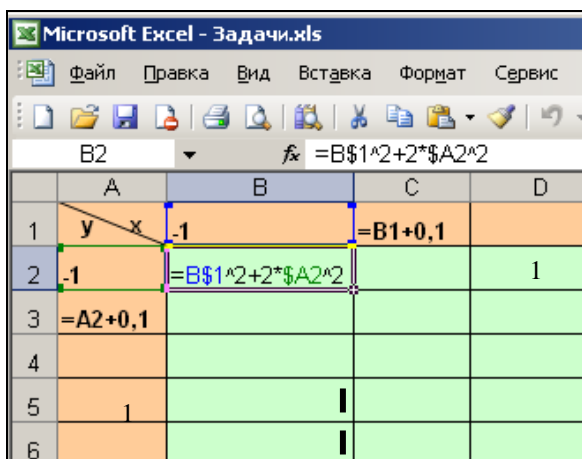 Microsoft Excel - Задачи.xls
Файл Правка Вид Вставка Формат Сервис
B2 fx =B$1^2+2*$A2^2
A B C D
1 y x -1 =B1+0,1
2 -1 =B$1^2+2*$A2^2 1
3 =A2+0,1
4
5 1
6